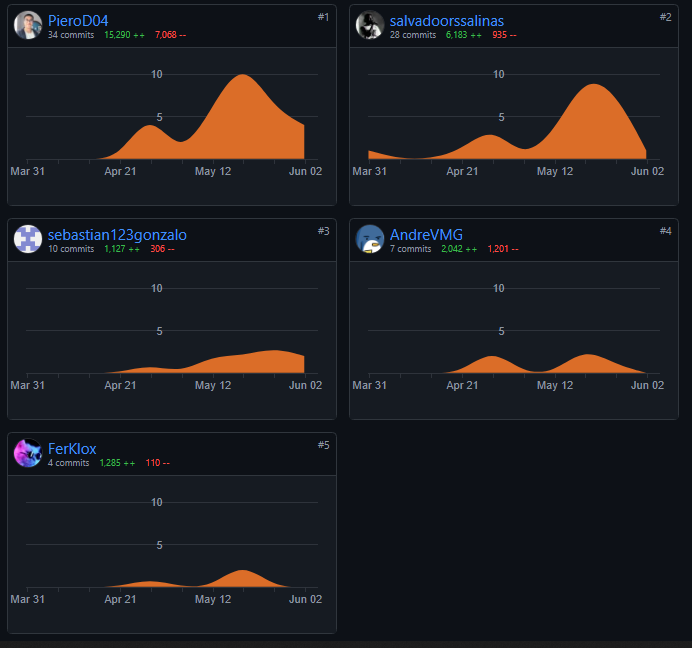 PieroD04 #1
34 commits 15,290 ++ 7,068 --
10
5
Mar 31 Apr 21 May 12 Jun 02
salvadoorssalinas #2
28 commits 6,183 ++ 935 --
10
5
Mar 31 Apr 21 May 12 Jun 02
sebastian123gonzalo #3
10 commits 1,127 ++ 306 --
10
5
Mar 31 Apr 21 May 12 Jun 02
AndreVMG #4
7 commits 2,042 ++ 1,201 --
10
5
Mar 31 Apr 21 May 12 Jun 02
FerKlox #5
4 commits 1,285 ++ 110 --
10
5
Mar 31 Apr 21 May 12 Jun 02